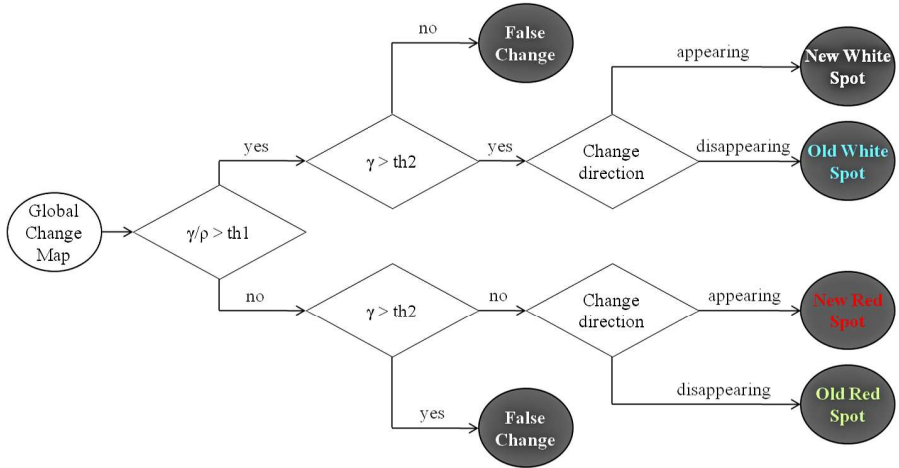 no
False
Change
appearing
New White
Spot
yes
γ > th2
yes
Change
direction
disappearing
Old White
Spot
Global
Change
Map
γ/ρ > th1
no
γ > th2
no
Change
direction
appearing
New Red
Spot
yes
False
Change
disappearing
Old Red
Spot